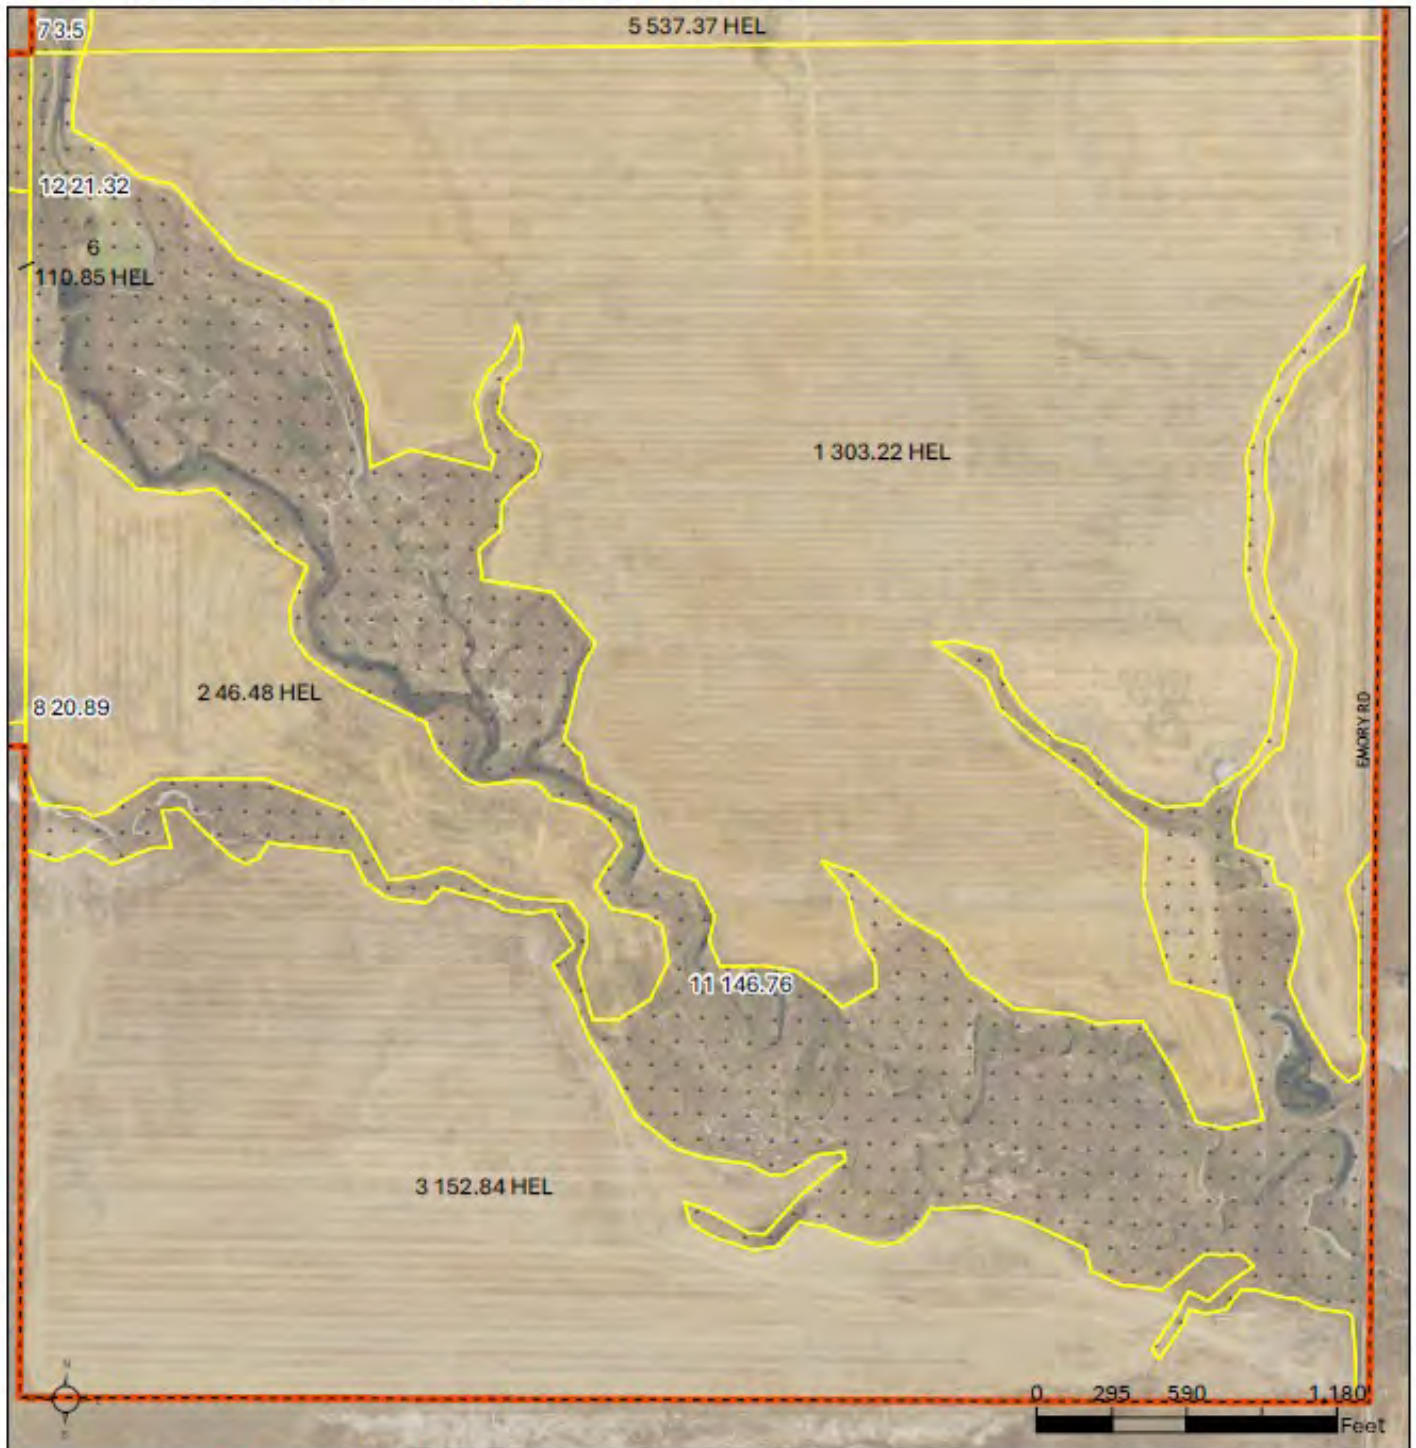 7 3.5
5 537.37 HEL
12 21.32
6
110.85 HEL
1 303.22 HEL
2 46.48 HEL
8 20.89
EMORY RD
11 146.76
3 152.84 HEL
N
S
0 295 590 1,180
Feet